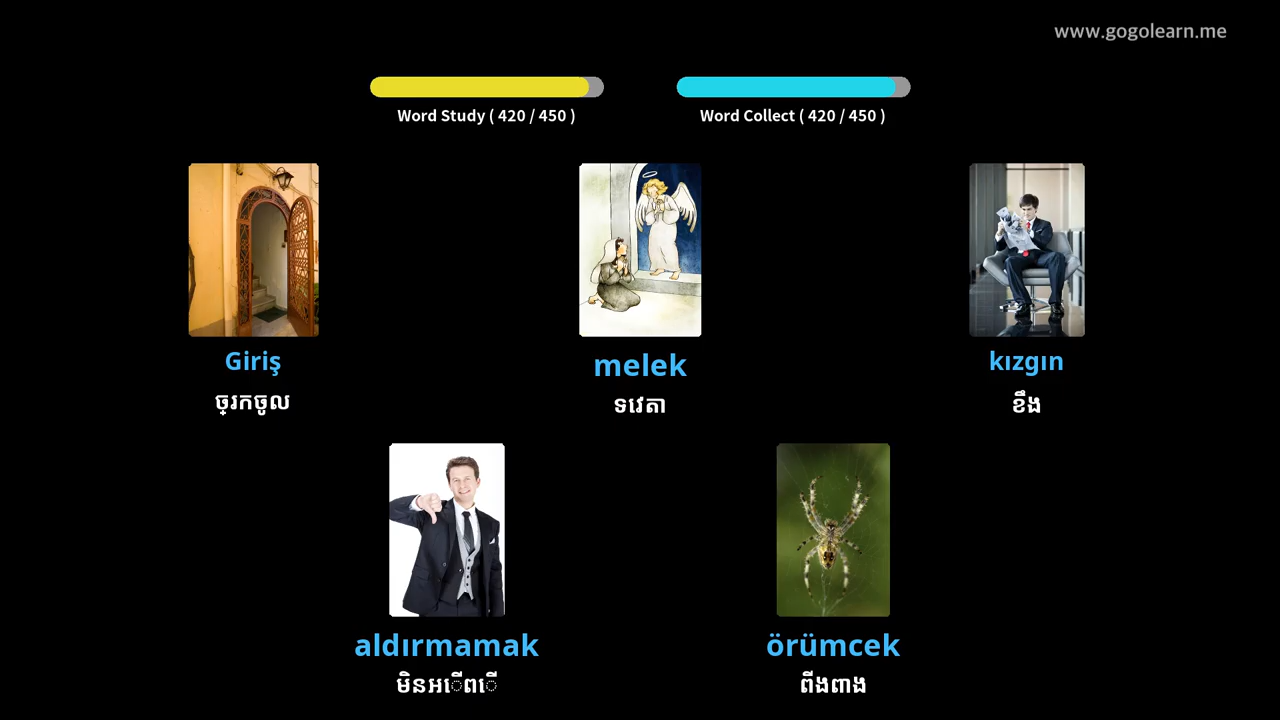 www.gogolearn.me
Word Study ( 420 / 450 )
Word Collect ( 420 / 450 )
Giriş
ច្រកចូល
melek
ទវេតា
kızgın
ខឹង
aldırmamak
មិនអើពើ
örümcek
ពីងពាង